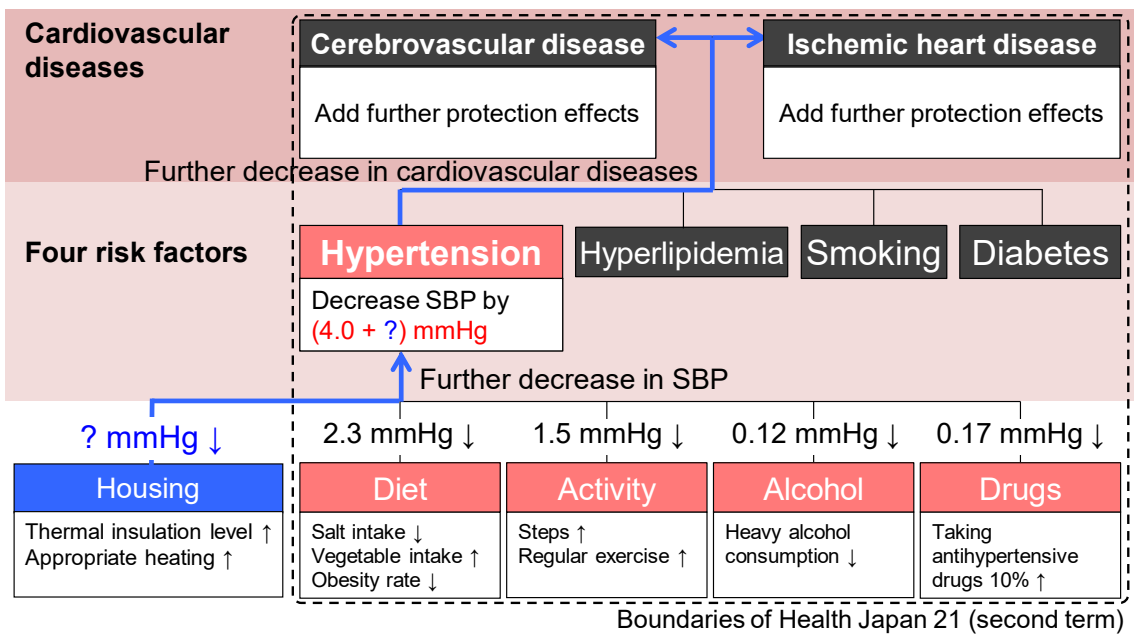 Cardiovascular
diseases
Cerebrovascular disease
Add further protection effects
Ischemic heart disease
Add further protection effects
Further decrease in cardiovascular diseases
Four risk factors
Hypertension
Decrease SBP by
(4.0 + ?) mmHg
Hyperlipidemia
Smoking
Diabetes
Further decrease in SBP
? mmHg ↓
2.3 mmHg ↓
1.5 mmHg ↓
0.12 mmHg ↓
0.17 mmHg ↓
Housing
Thermal insulation level ↑
Appropriate heating ↑
Diet
Salt intake ↓
Vegetable intake ↑
Obesity rate ↓
Activity
Steps ↑
Regular exercise ↑
Alcohol
Heavy alcohol
consumption ↓
Drugs
Taking
antihypertensive
drugs 10% ↑
Boundaries of Health Japan 21 (second term)